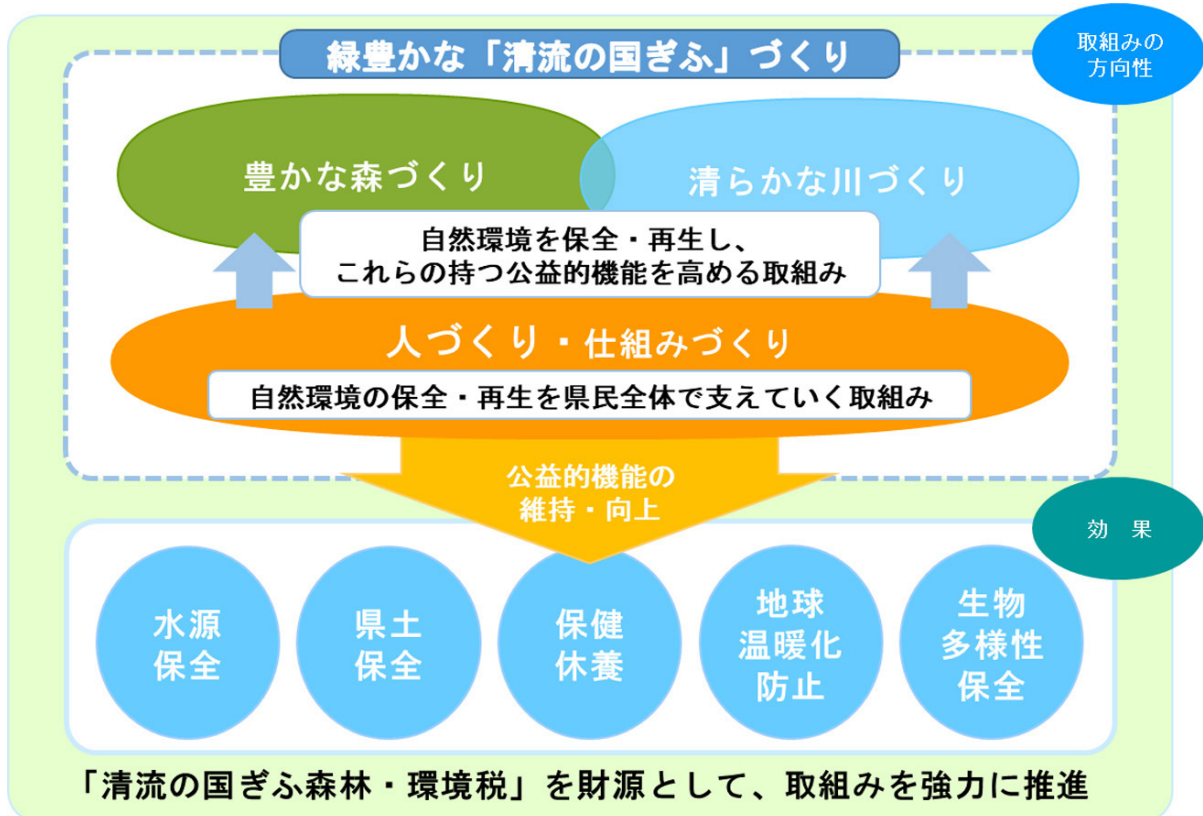 取組みの
方向性
緑豊かな「清流の国ぎふ」づくり
豊かな森づくり
清らかな川づくり
自然環境を保全・再生し、
これらの持つ公益的機能を高める取組み
人づくり・仕組みづくり
自然環境の保全・再生を県民全体で支えていく取組み
公益的機能の
維持・向上
効　果
水源
保全
県土
保全
保健
休養
地球
温暖化
防止
生物
多様性
保全
「清流の国ぎふ森林・環境税」を財源として、取組みを強力に推進